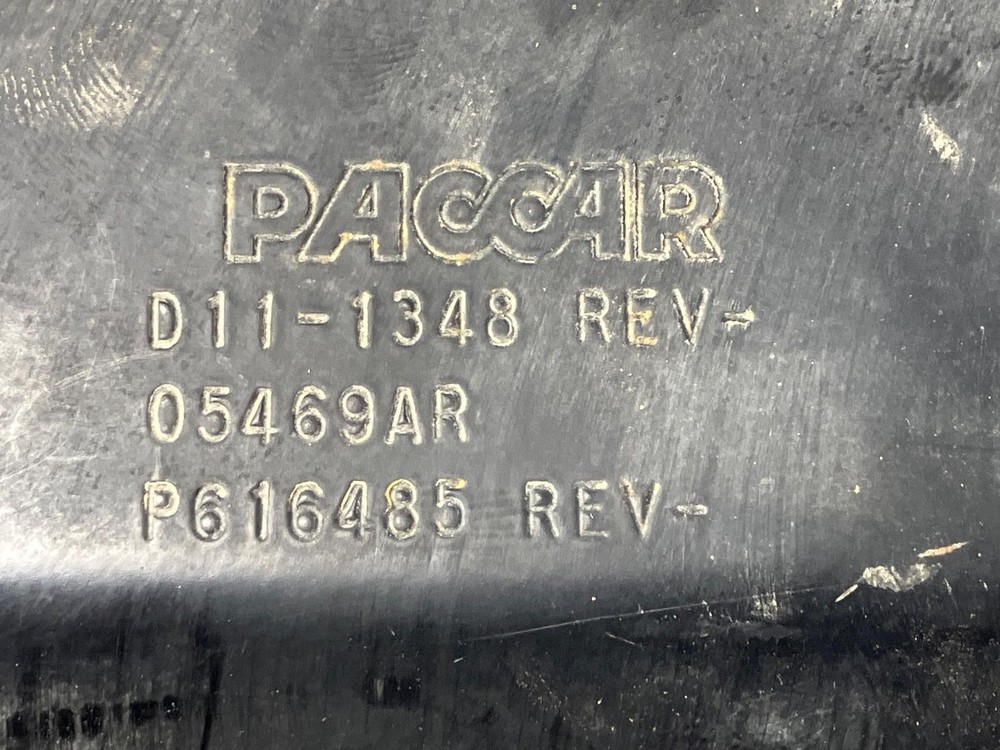 PACCAR
D11-1348 REV-
05469AR
P616485 REV-